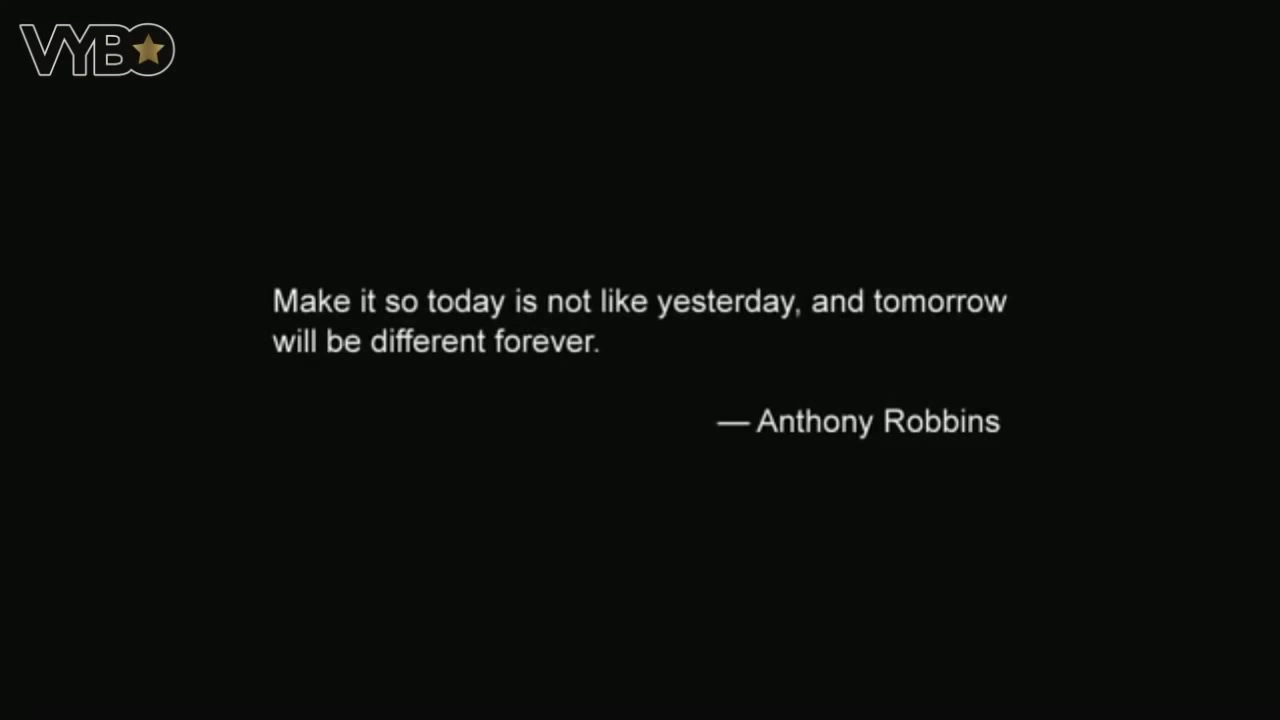 VYBO
Make it so today is not like yesterday, and tomorrow
will be different forever.
— Anthony Robbins